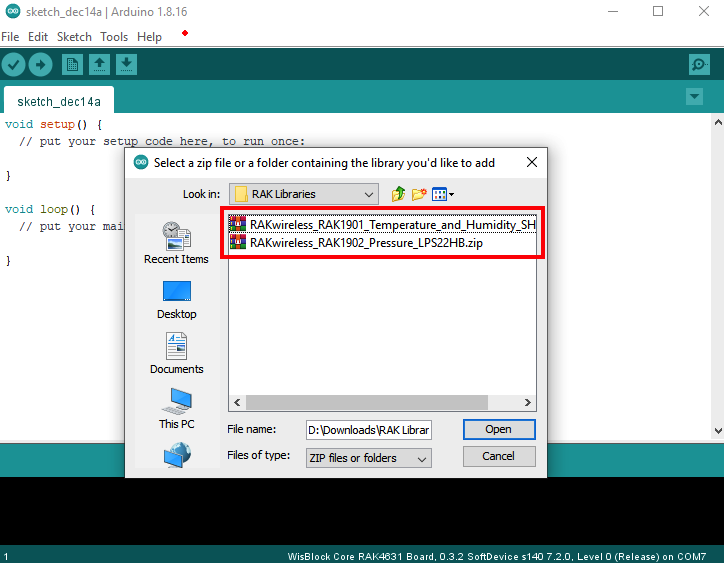 sketch_dec14a | Arduino 1.8.16
File Edit Sketch Tools Help
sketch_dec14a
void setup() {
// put your setup code here, to run once:
}
void loop() {
// put your mai
}
Select a zip file or a folder containing the library you'd like to add
Look in: RAK Libraries
RAKwireless_RAK1901_Temperature_and_Humidity_SH
RAKwireless_RAK1902_Pressure_LPS22HB.zip
Recent Items
Desktop
Documents
This PC
File name: D:\Downloads\RAK Librar Open
Files of type: ZIP files or folders Cancel
1 WisBlock Core RAK4631 Board, 0.3.2 SoftDevice s140 7.2.0, Level 0 (Release) on COM7